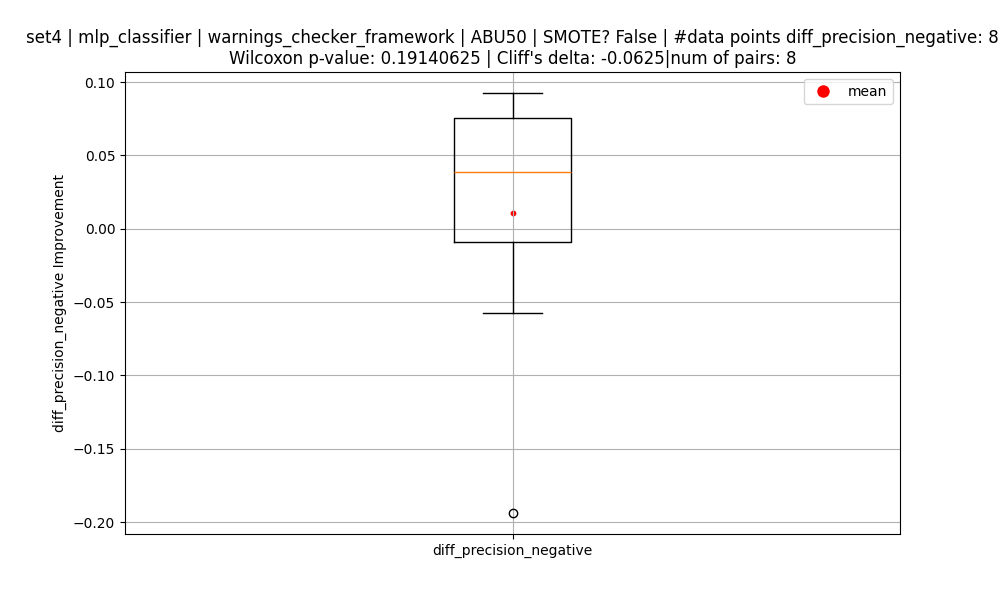 set4 | mlp_classifier | warnings_checker_framework | ABU50 | SMOTE? False | #data points diff_precision_negative: 8
Wilcoxon p-value: 0.19140625 | Cliff's delta: -0.0625|num of pairs: 8
mean
0.10
0.05
0.00
−0.05
−0.10
−0.15
−0.20
diff_precision_negative Improvement
diff_precision_negative